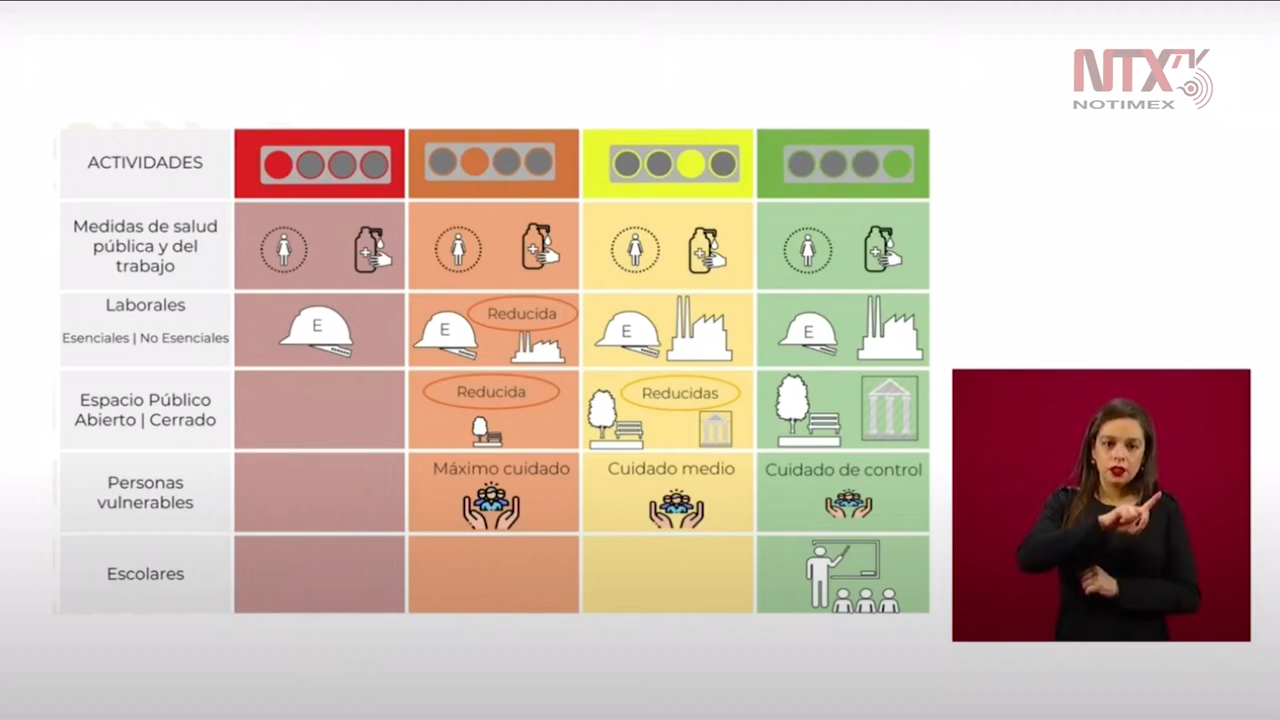 NTX
NOTIMEX
ACTIVIDADES
Medidas de salud
pública y del
trabajo
Laborales
Esenciales | No Esenciales
E
E
Reducida
E
E
Espacio Público
Abierto | Cerrado
Reducida
Reducidas
Personas
vulnerables
Máximo cuidado
Cuidado medio
Cuidado de control
Escolares